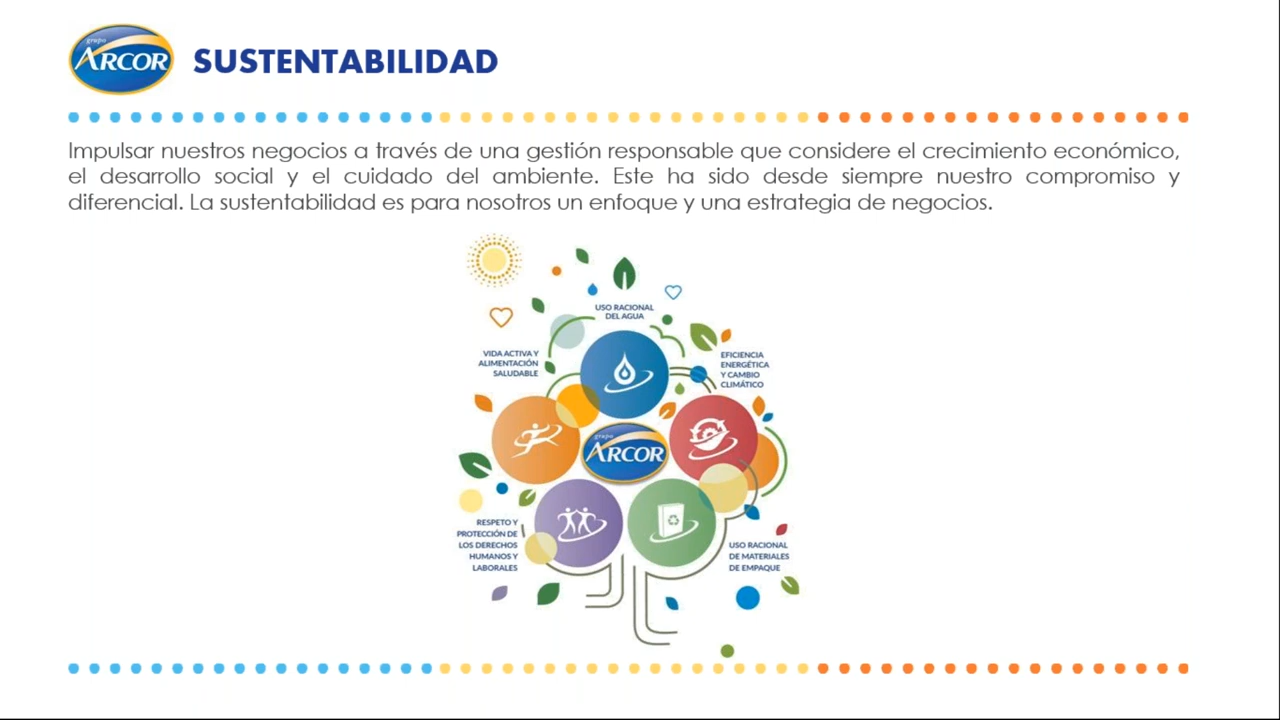 grupo
ARCOR
SUSTENTABILIDAD
Impulsar nuestros negocios a través de una gestión responsable que considere el crecimiento económico,
el desarrollo social y el cuidado del ambiente. Este ha sido desde siempre nuestro compromiso y
diferencial. La sustentabilidad es para nosotros un enfoque y una estrategia de negocios.
USO RACIONAL
DEL AGUA
VIDA ACTIVA Y
ALIMENTACIÓN
SALUDABLE
EFICIENCIA
ENERGÉTICA
Y CAMBIO
CLIMÁTICO
grupo
ARCOR
RESPETO Y
PROTECCIÓN DE
LOS DERECHOS
HUMANOS Y
LABORALES
USO RACIONAL
DE MATERIALES
DE EMPAQUE